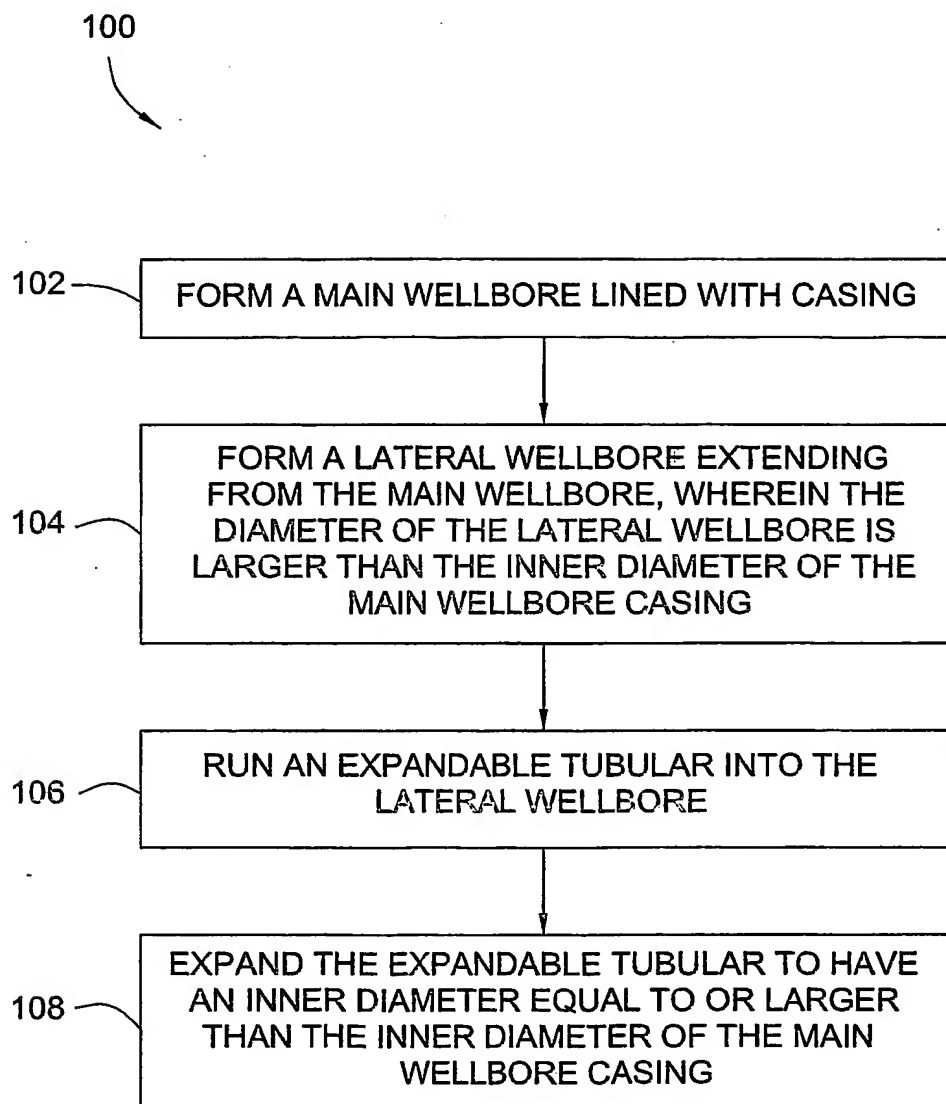 100
102
FORM A MAIN WELLBORE LINED WITH CASING
104
FORM A LATERAL WELLBORE EXTENDING
FROM THE MAIN WELLBORE, WHEREIN THE
DIAMETER OF THE LATERAL WELLBORE IS
LARGER THAN THE INNER DIAMETER OF THE
MAIN WELLBORE CASING
106
RUN AN EXPANDABLE TUBULAR INTO THE
LATERAL WELLBORE
108
EXPAND THE EXPANDABLE TUBULAR TO HAVE
AN INNER DIAMETER EQUAL TO OR LARGER
THAN THE INNER DIAMETER OF THE MAIN
WELLBORE CASING